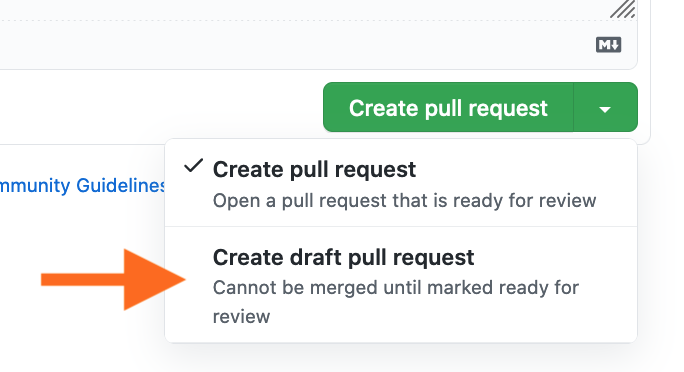 M
Create pull request
Create pull request
Open a pull request that is ready for review
mmunity Guidelines
Create draft pull request
Cannot be merged until marked ready for
review